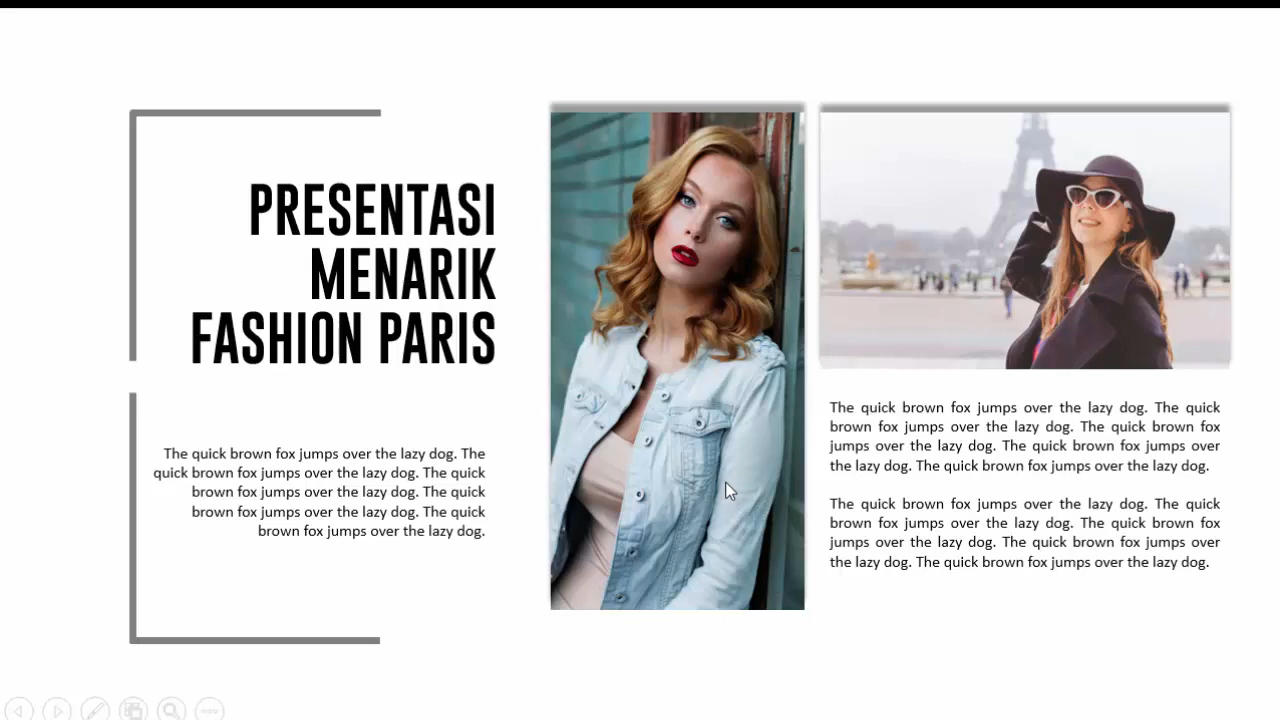 PRESENTASI
MENARIK
FASHION PARIS
The quick brown fox jumps over the lazy dog. The
quick brown fox jumps over the lazy dog. The quick
brown fox jumps over the lazy dog. The quick
brown fox jumps over the lazy dog. The quick
brown fox jumps over the lazy dog.
The quick brown fox jumps over the lazy dog. The quick
brown fox jumps over the lazy dog. The quick brown fox
jumps over the lazy dog. The quick brown fox jumps over
the lazy dog. The quick brown fox jumps over the lazy dog.
The quick brown fox jumps over the lazy dog. The quick
brown fox jumps over the lazy dog. The quick brown fox
jumps over the lazy dog. The quick brown fox jumps over
the lazy dog. The quick brown fox jumps over the lazy dog.